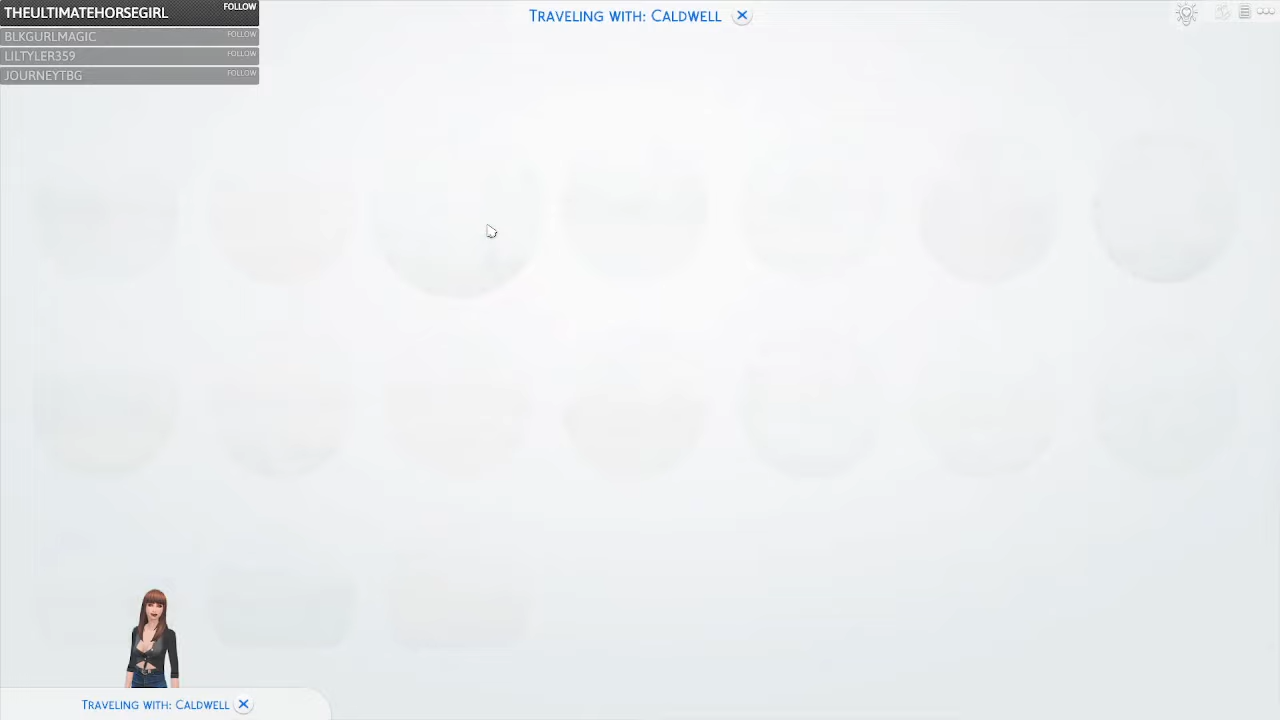 THEULTIMATEHORSEGIRL FOLLOW
BLKGURLMAGIC FOLLOW
LILTYLER359 FOLLOW
JOURNEYTBG FOLLOW
TRAVELING WITH: CALDWELL
TRAVELING WITH: CALDWELL